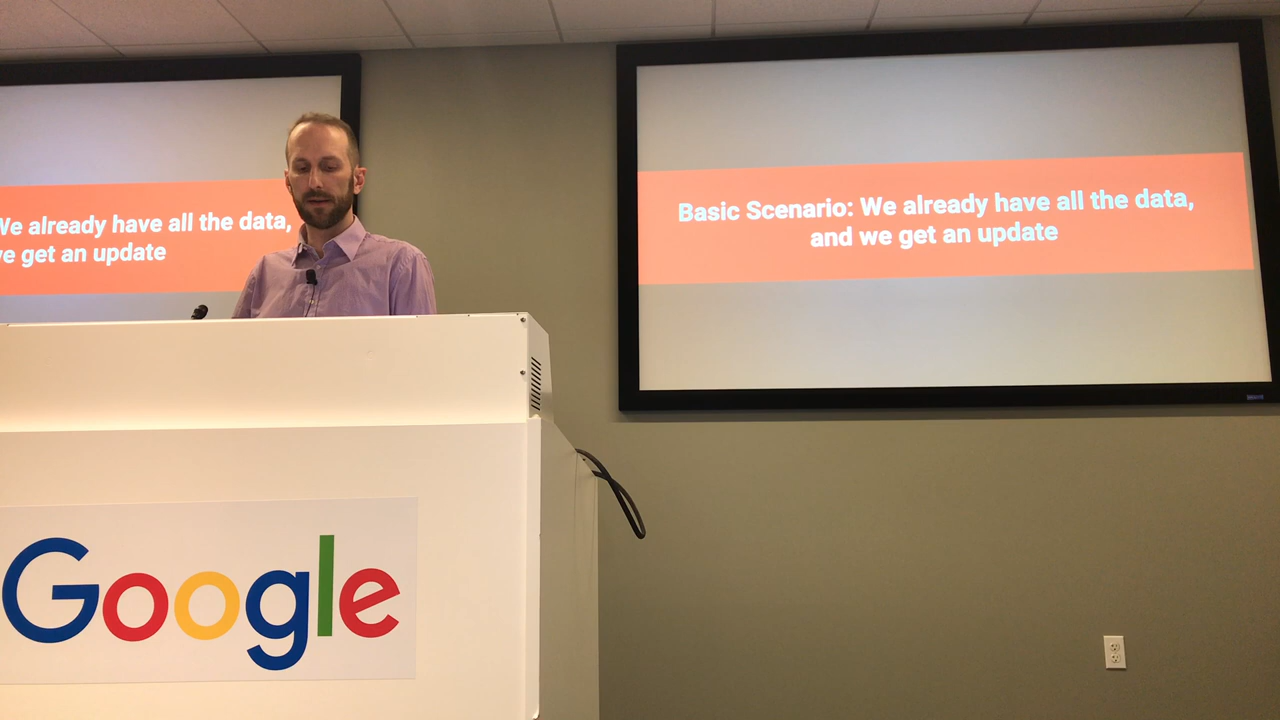 We already have all the data,
we get an update
Basic Scenario: We already have all the data,
and we get an update
Google